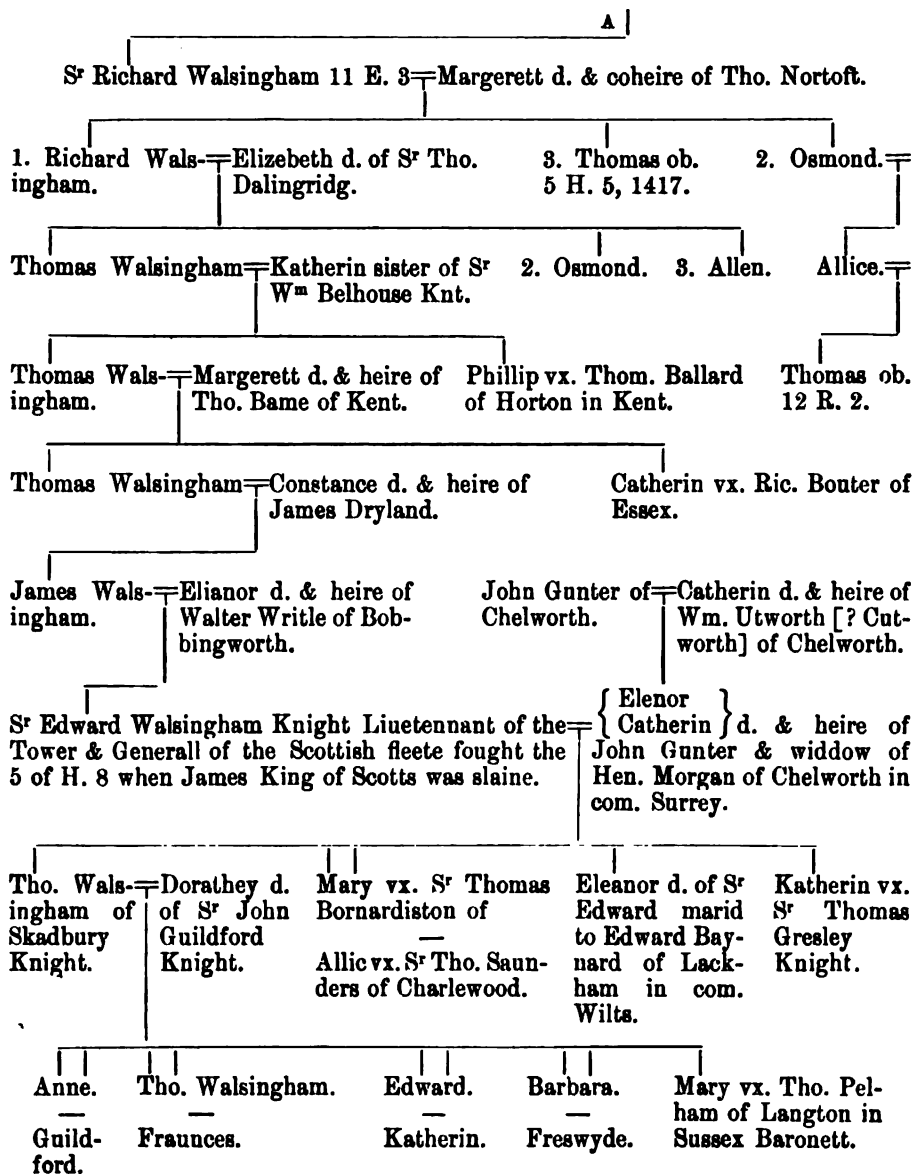 A
Sʳ Richard Walsingham 11 E. 3 Margerett d. & coheire of Tho. Nortoft.
1. Richard Wals-
ingham.
Elizebeth d. of Sʳ Tho.
Dalingridg.
3. Thomas ob.
5 H. 5, 1417.
2. Osmond.
Thomas Walsingham
Katherin sister of Sʳ
Wᵐ Belhouse Knt.
2. Osmond.
3. Allen.
Allice.
Thomas Wals-
ingham.
Margerett d. & heire of
Tho. Bame of Kent.
Phillip vx. Thom. Ballard
of Horton in Kent.
Thomas ob.
12 R. 2.
Thomas Walsingham
Constance d. & heire of
James Dryland.
Catherin vx. Ric. Bouter of
Essex.
James Wals-
ingham.
Elianor d. & heire of
Walter Writle of Bob-
bingworth.
John Gunter of
Chelworth.
Catherin d. & heire of
Wm. Utworth [? Cut-
worth] of Chelworth.
Sʳ Edward Walsingham Knight Liuetennant of the
Tower & Generall of the Scottish fleete fought the
5 of H. 8 when James King of Scotts was slaine.
{ Elenor
Catherin } d. & heire of
John Gunter & widdow of
Hen. Morgan of Chelworth in
com. Surrey.
Tho. Wals-
ingham of
Skadbury
Knight.
Dorathey d.
of Sʳ John
Guildford
Knight.
Mary vx. Sʳ Thomas
Bornardiston of
—
Allic vx. Sʳ Tho. Saun-
ders of Charlewood.
Eleanor d. of Sʳ
Edward marid
to Edward Bay-
nard of Lack-
ham in com.
Wilts.
Katherin vx.
Sʳ Thomas
Gresley
Knight.
Anne.
—
Guild-
ford.
Tho. Walsingham.
—
Fraunces.
Edward.
—
Katherin.
Barbara.
—
Freswyde.
Mary vx. Tho. Pel-
ham of Langton in
Sussex Baronett.